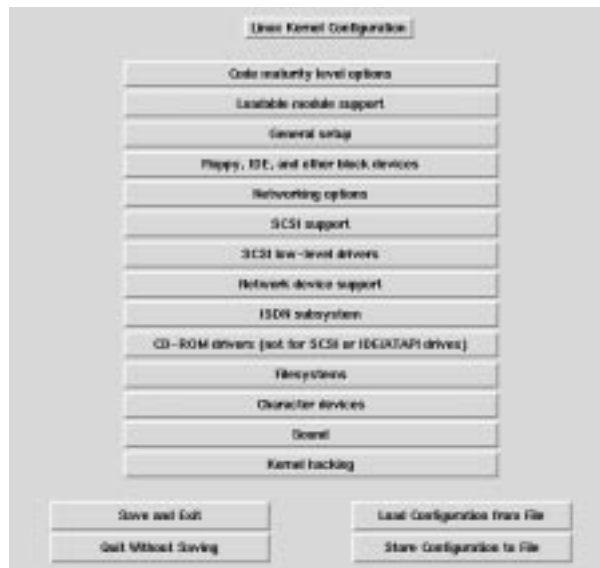 Linux Kernel Configuration
Code maturity level options
Loadable module support
General setup
Floppy, IDE, and other block devices
Networking options
SCSI support
SCSI low-level drivers
Network device support
ISDN subsystem
CD-ROM drivers (not for SCSI or IDE/ATAPI drives)
Filesystems
Character devices
Sound
Kernel hacking
Save and Exit
Load Configuration from File
Quit Without Saving
Store Configuration to File